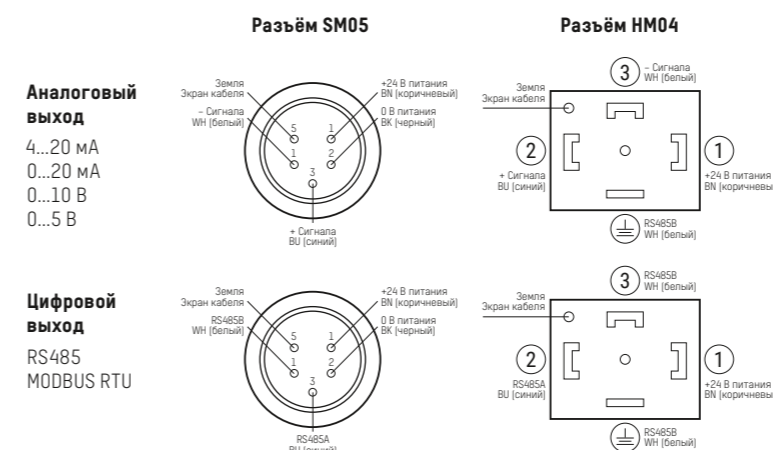 Разъём SM05
Разъём HM04
Аналоговый
выход
4...20 мА
0...20 мА
0...10 В
0...5 В
Земля
Экран кабеля
– Сигнала
WH (белый)
+24 В питания
BN (коричневый)
0 В питания
BK (черный)
5
1
1
2
3
+ Сигнала
BU (синий)
3
– Сигнала
WH (белый)
Земля
Экран кабеля
2
+ Сигнала
BU (синий)
1
+24 В питания
BN (коричневы
RS485B
WH (белый)
Цифровой
выход
RS485
MODBUS RTU
Земля
Экран кабеля
RS485B
WH (белый)
+24 В питания
BN (коричневый)
0 В питания
BK (черный)
5
1
1
2
3
RS485A
BU (синий)
3
RS485B
WH (белый)
Земля
Экран кабеля
2
RS485A
BU (синий)
1
+24 В питания
BN (коричневы
RS485B
WH (белый)